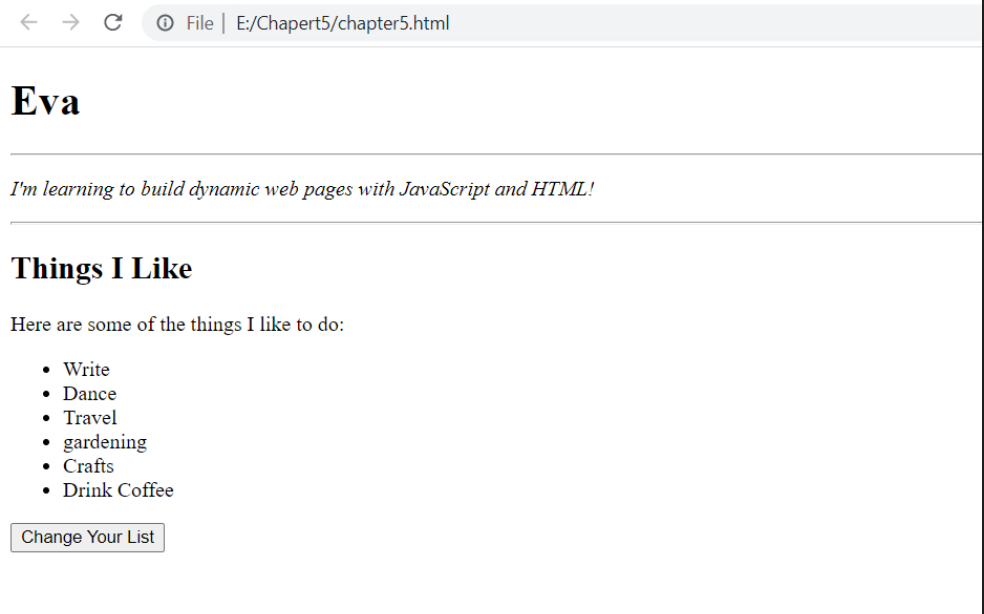 File | E:/Chapert5/chapter5.html
Eva
I'm learning to build dynamic web pages with JavaScript and HTML!
Things I Like
Here are some of the things I like to do:
Write
Dance
Travel
gardening
Crafts
Drink Coffee
Change Your List